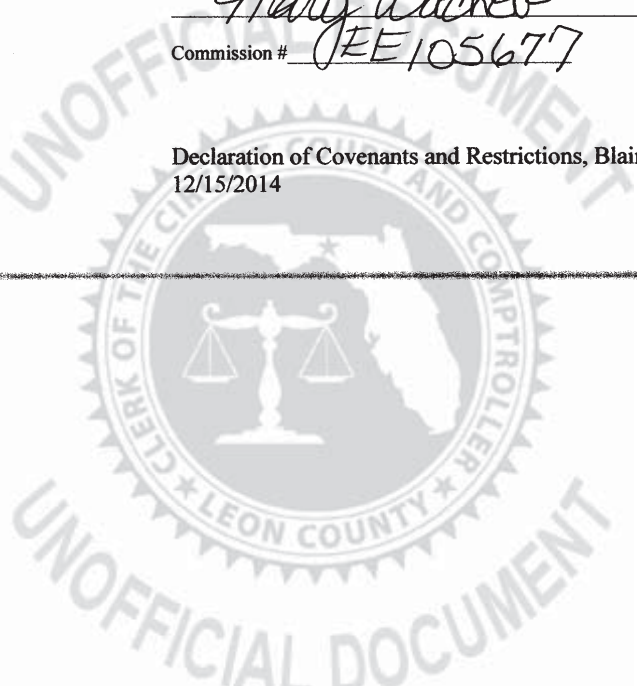 Mary
Commission # EE105677
Declaration of Covenants and Restrictions, Blair
12/15/2014
UNOFFICIAL DOCUMENT
CLERK OF THE CIRCUIT COURT AND COMPTROLLER
★ LEON COUNTY ★
UNOFFICIAL DOCUMENT